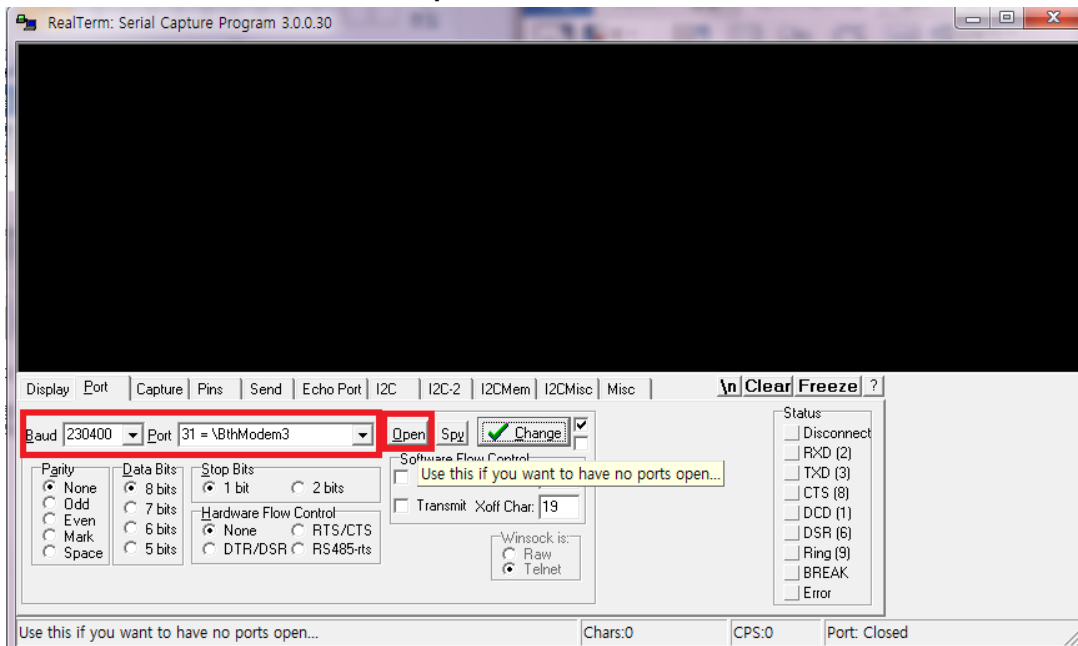 RealTerm: Serial Capture Program 3.0.0.30
Display Port Capture Pins Send Echo Port I2C I2C-2 I2CMem I2CMisc Misc \n Clear Freeze ?
Baud 230400 Port 31 = \BthModem3 Open Spy Change
Status
Disconnect
RXD (2)
TXD (3)
CTS (8)
DCD (1)
DSR (6)
Ring (9)
BREAK
Error
Parity
None
Odd
Even
Mark
Space
Data Bits
8 bits
7 bits
6 bits
5 bits
Stop Bits
1 bit 2 bits
Hardware Flow Control
None RTS/CTS
DTR/DSR RS485-rts
Software Flow Control
Use this if you want to have no ports open...
Transmit Xoff Char: 19
Winsock is:
Raw
Telnet
Use this if you want to have no ports open... Chars:0 CPS:0 Port: Closed